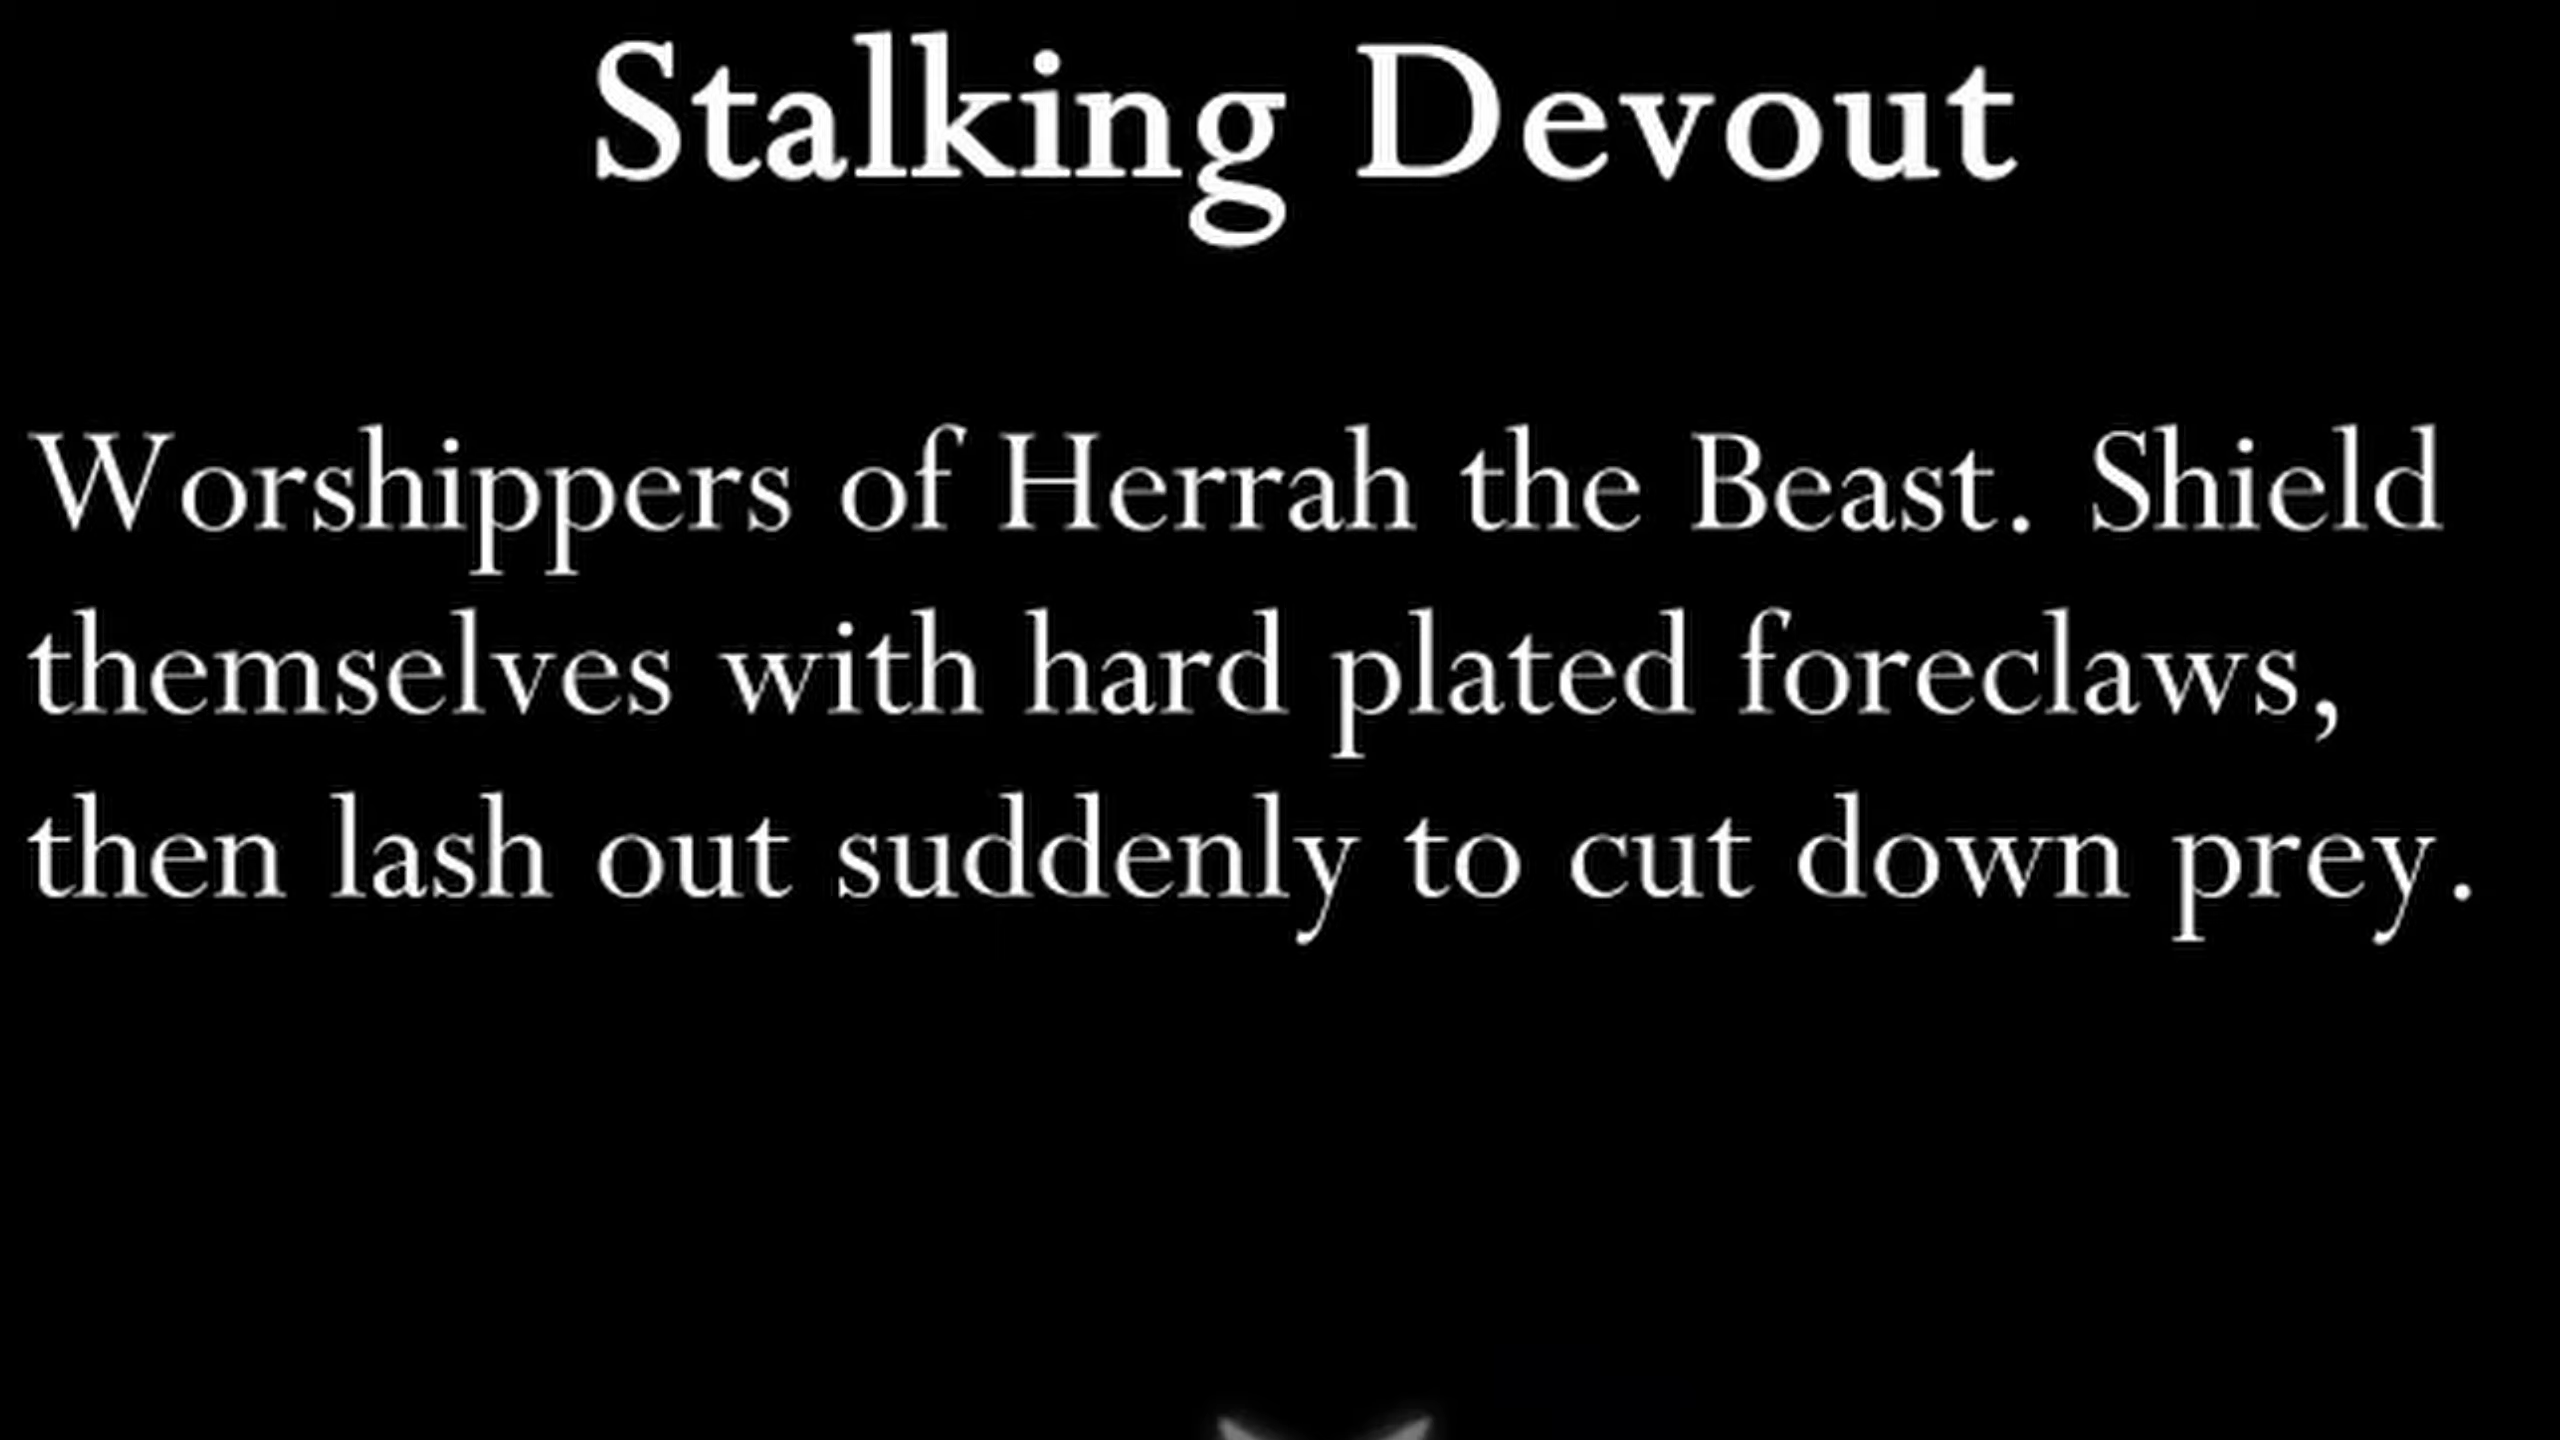 Stalking Devout
Worshippers of Herrah the Beast. Shield
themselves with hard plated foreclaws,
then lash out suddenly to cut down prey.